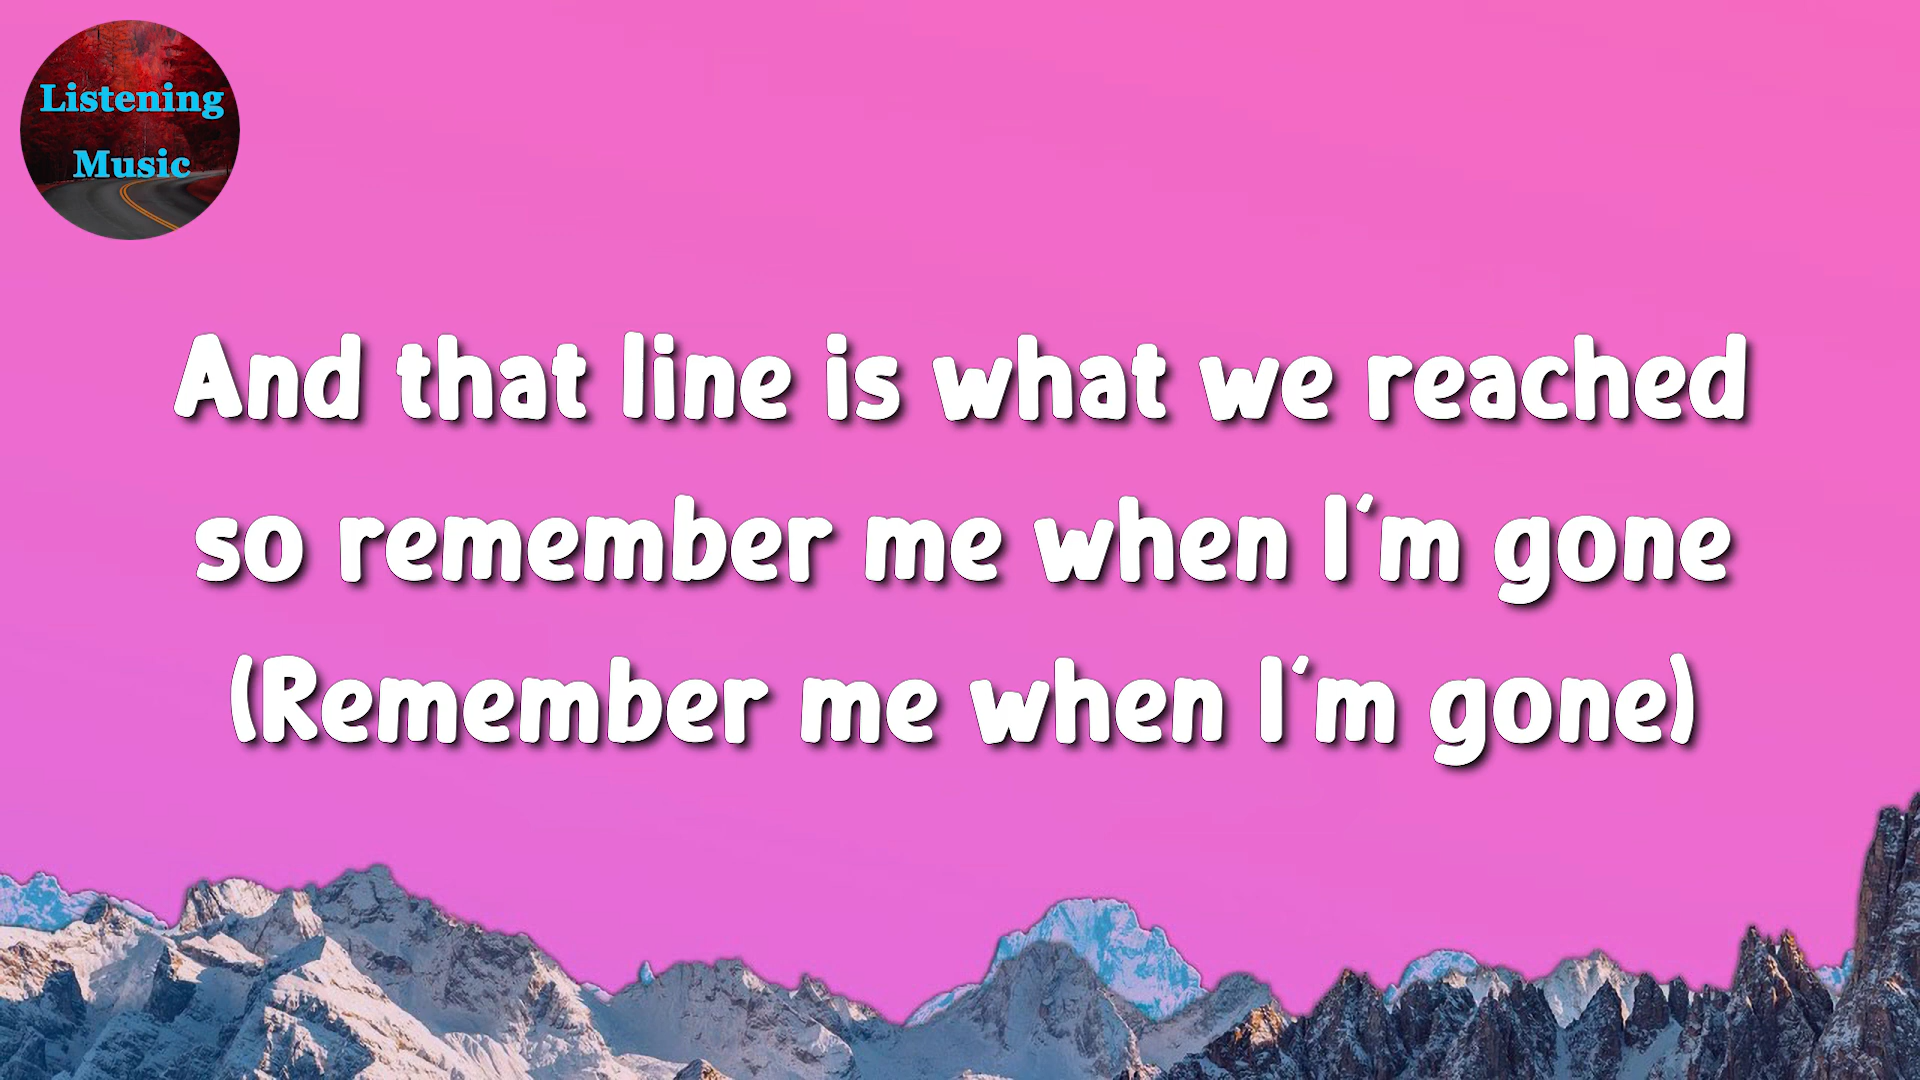 Listening
Music
And that line is what we reached
so remember me when I'm gone
(Remember me when I'm gone)